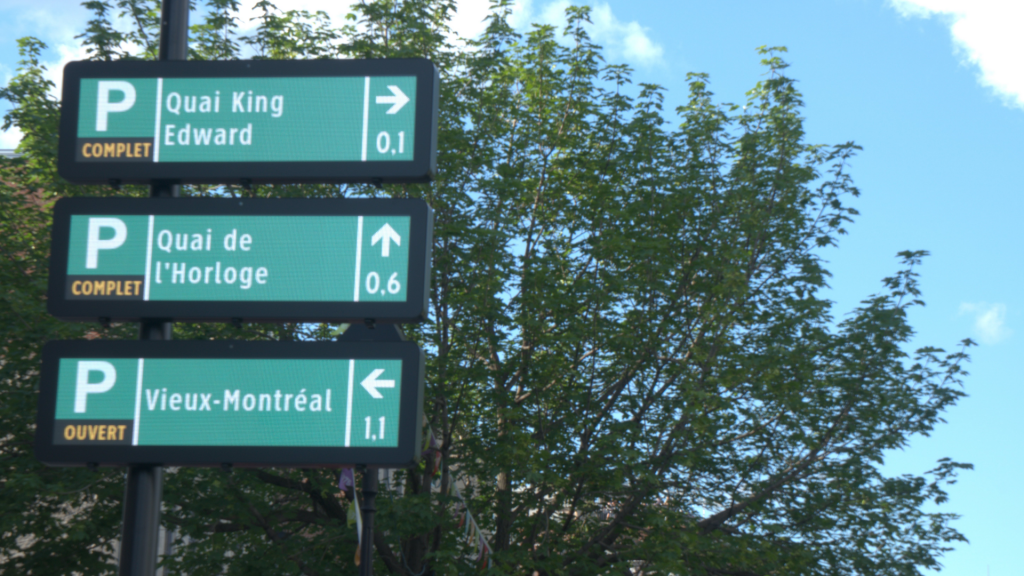 P
COMPLET
Quai King
Edward
→
0,1
P
COMPLET
Quai de
l'Horloge
↑
0,6
P
OUVERT
Vieux-Montréal
←
1,1